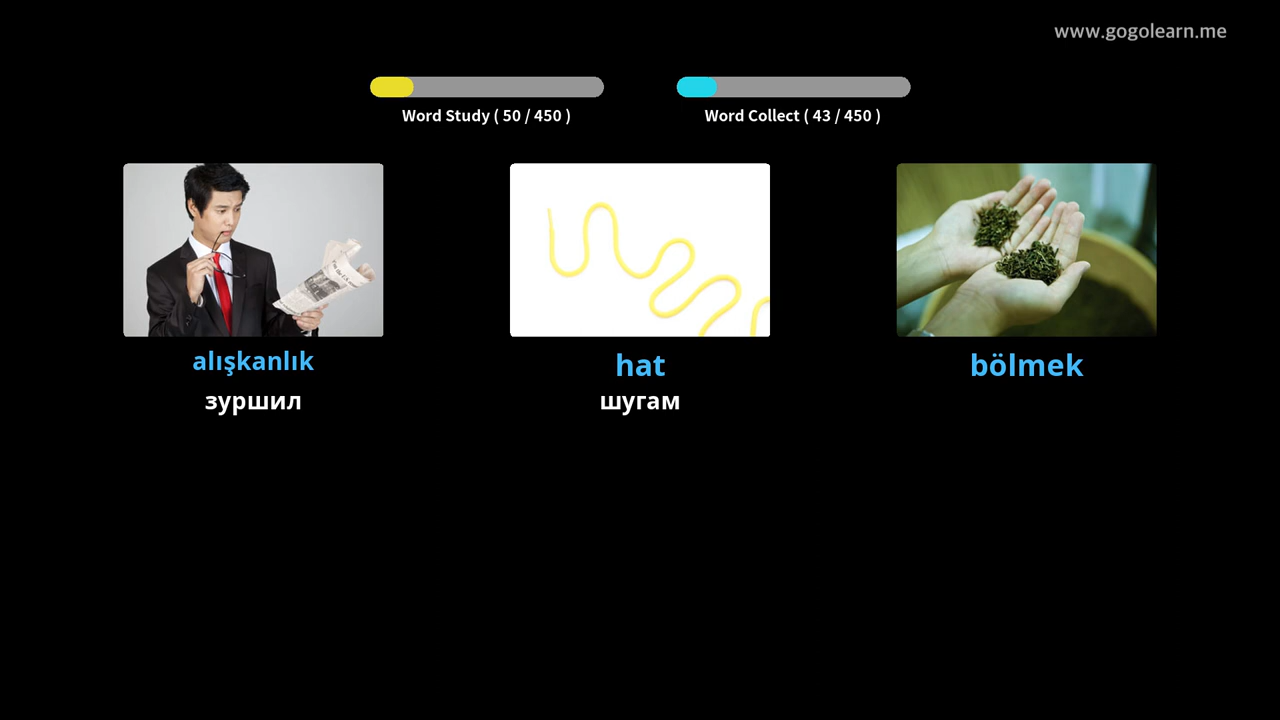 www.gogolearn.me
Word Study ( 50 / 450 )
Word Collect ( 43 / 450 )
alışkanlık
зуршил
hat
шугам
bölmek